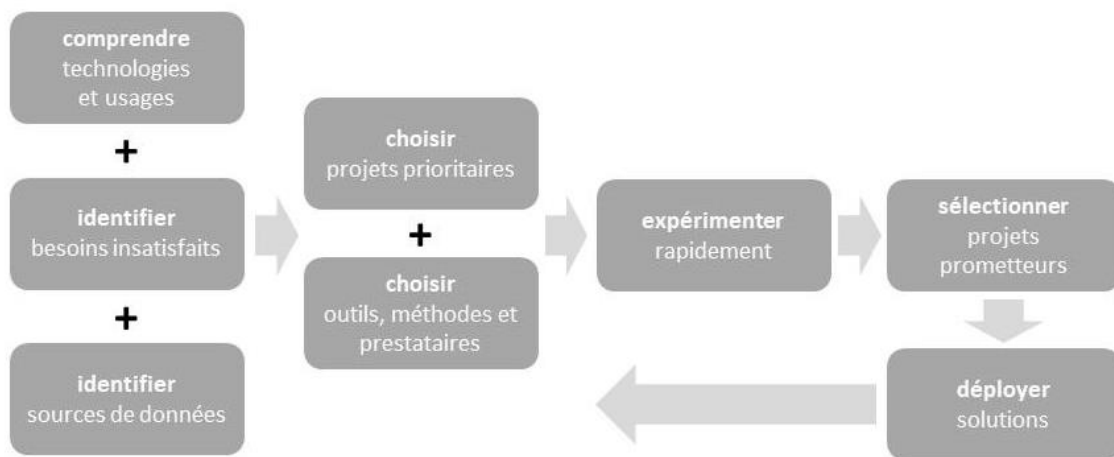 comprendre
technologies
et usages
+
identifier
besoins insatisfaits
+
identifier
sources de données
choisir
projets prioritaires
+
choisir
outils, méthodes et
prestataires
expérimenter
rapidement
sélectionner
projets
prometteurs
déployer
solutions